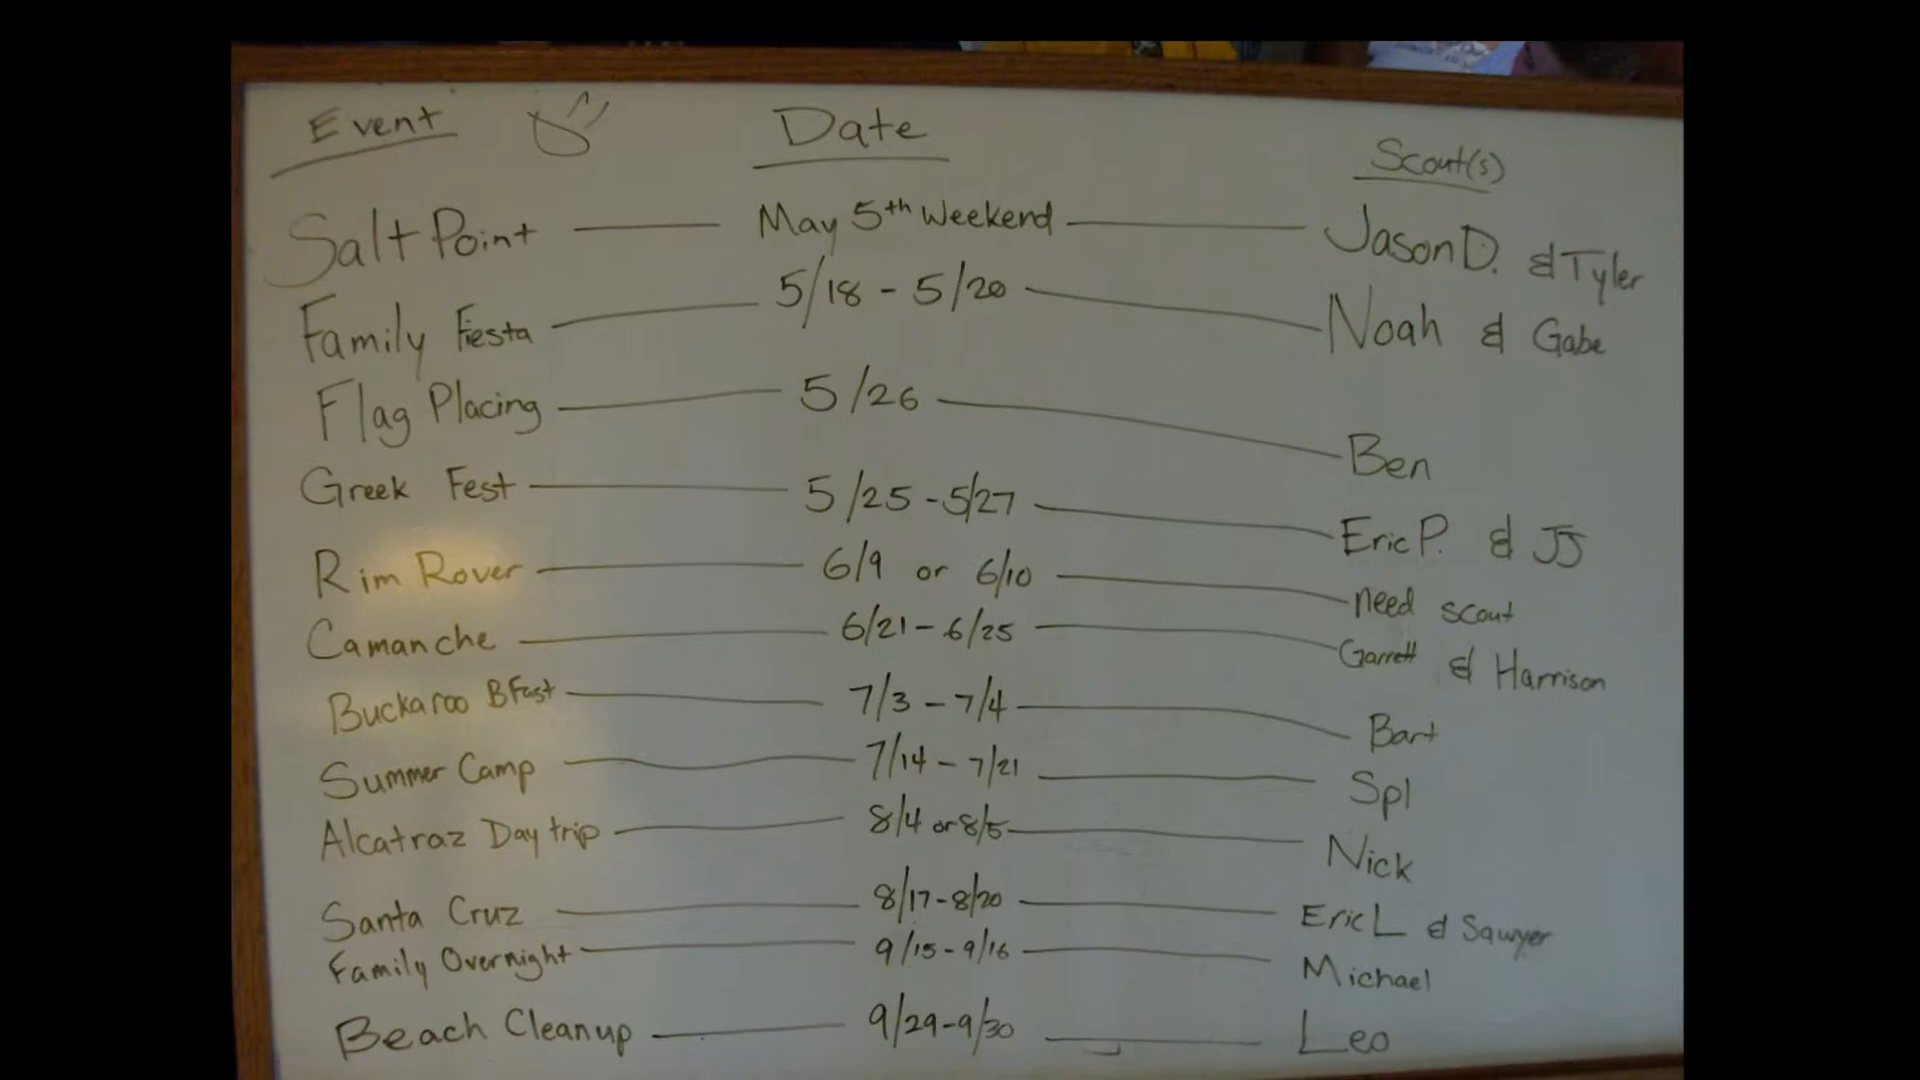 Event Date Scout(s)
Salt Point May 5th Weekend Jason D. & Tyler
Family Fiesta 5/18 - 5/20 Noah & Gabe
Flag Placing 5/26 Ben
Greek Fest 5/25 - 5/27 Eric P. & JJ
Rim Rover 6/9 or 6/10 need scout
Camanche 6/21 - 6/25 Garrett & Harrison
Buckaroo BFast 7/3 - 7/4 Bart
Summer Camp 7/14 - 7/21 Spl
Alcatraz Day trip 8/4 or 8/5 Nick
Santa Cruz 8/17 - 8/20 Eric L & Sawyer
Family Overnight 9/15 - 9/16 Michael
Beach Cleanup 9/29 - 9/30 Leo